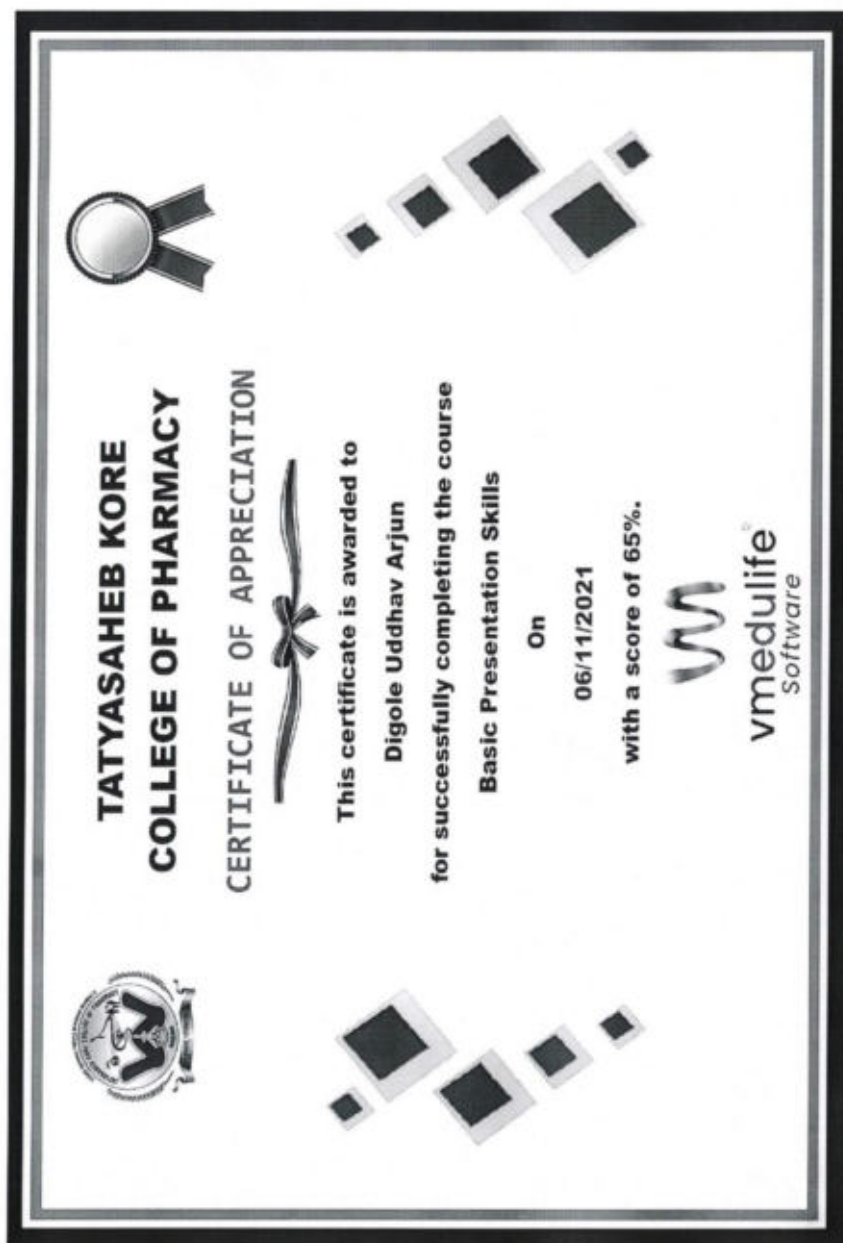 TATYASAHEB KORE
COLLEGE OF PHARMACY
CERTIFICATE OF APPRECIATION
This certificate is awarded to
Digole Uddhav Arjun
for successfully completing the course
Basic Presentation Skills
On
06/11/2021
with a score of 65%.
vmedulife
Software